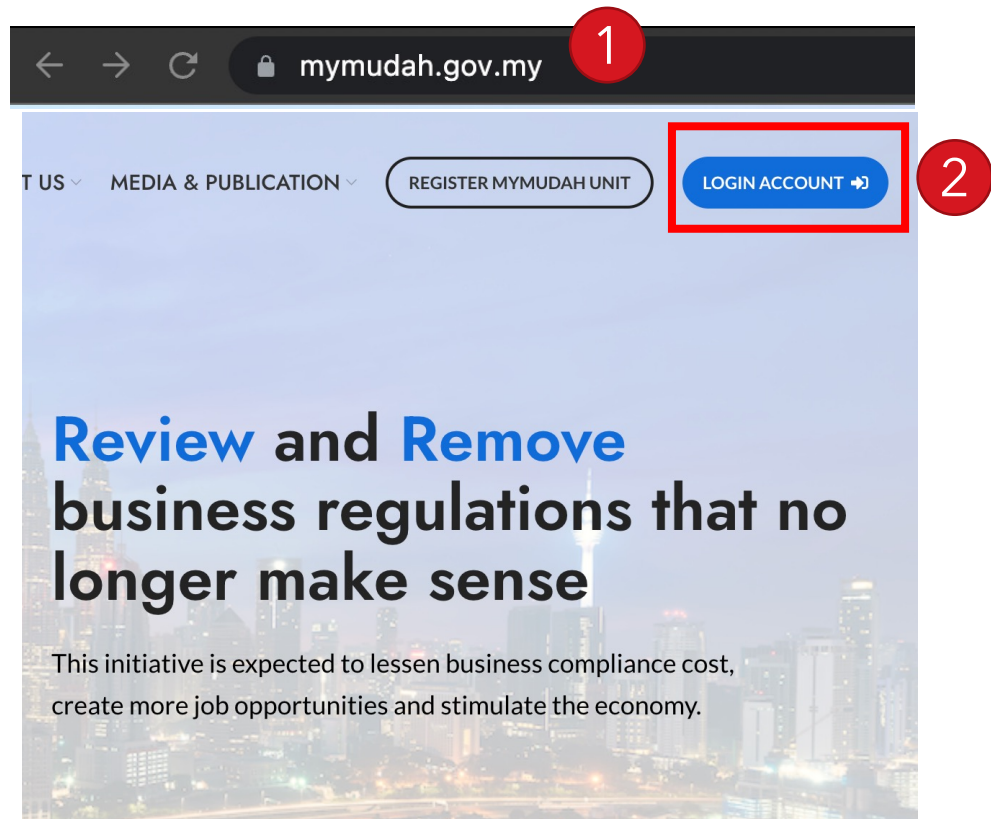 mymudah.gov.my
1
T US
MEDIA & PUBLICATION
REGISTER MYMUDAH UNIT
LOGIN ACCOUNT
2
Review and Remove
business regulations that no
longer make sense
This initiative is expected to lessen business compliance cost,
create more job opportunities and stimulate the economy.